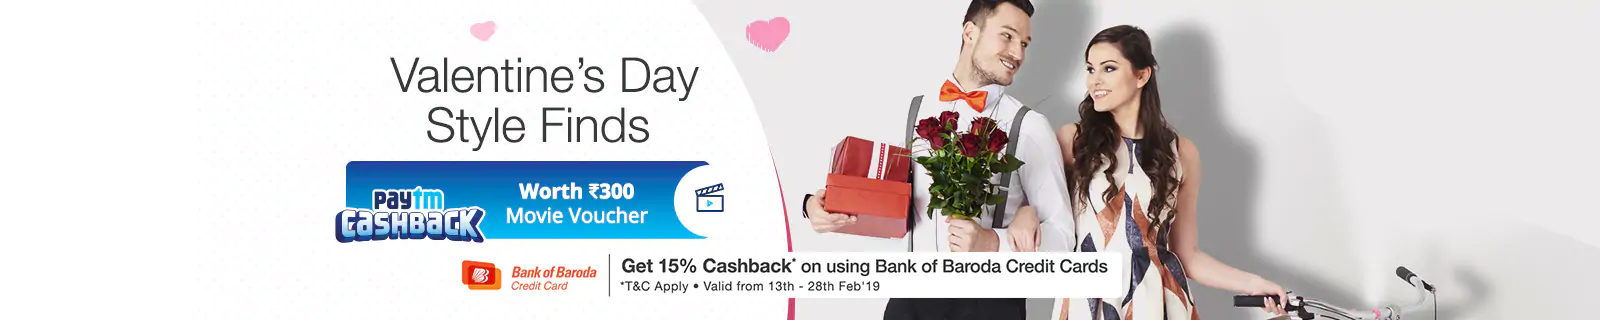 Valentine's Day
Style Finds
Paytm
CASHBACK
Worth ₹300
Movie Voucher
Bank of Baroda
Credit Card
Get 15% Cashback* on using Bank of Baroda Credit Cards
*T&C Apply • Valid from 13th - 28th Feb'19